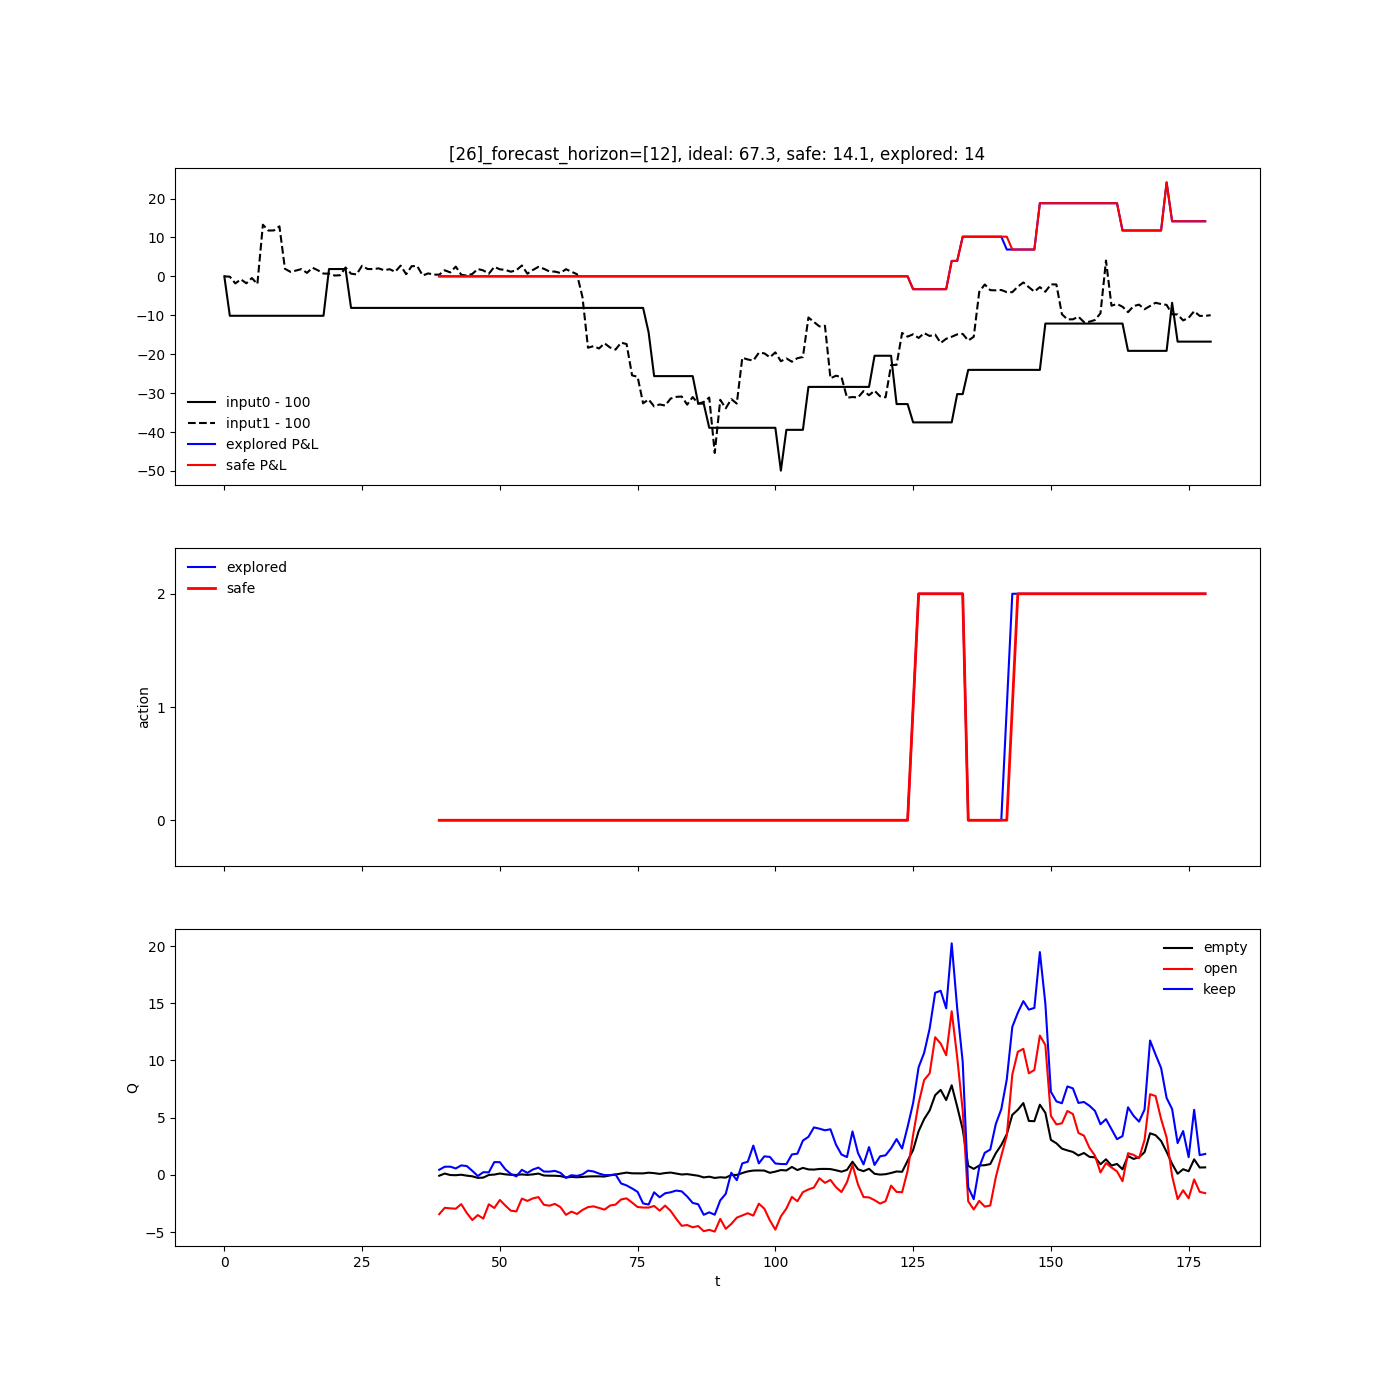 [26]_forecast_horizon=[12], ideal: 67.3, safe: 14.1, explored: 14
20
10
0
−10
−20
−30
−40
−50
input0 - 100
input1 - 100
explored P&L
safe P&L
explored
safe
2
1
0
action
empty
open
keep
20
15
10
5
0
−5
Q
0 25 50 75 100 125 150 175
t